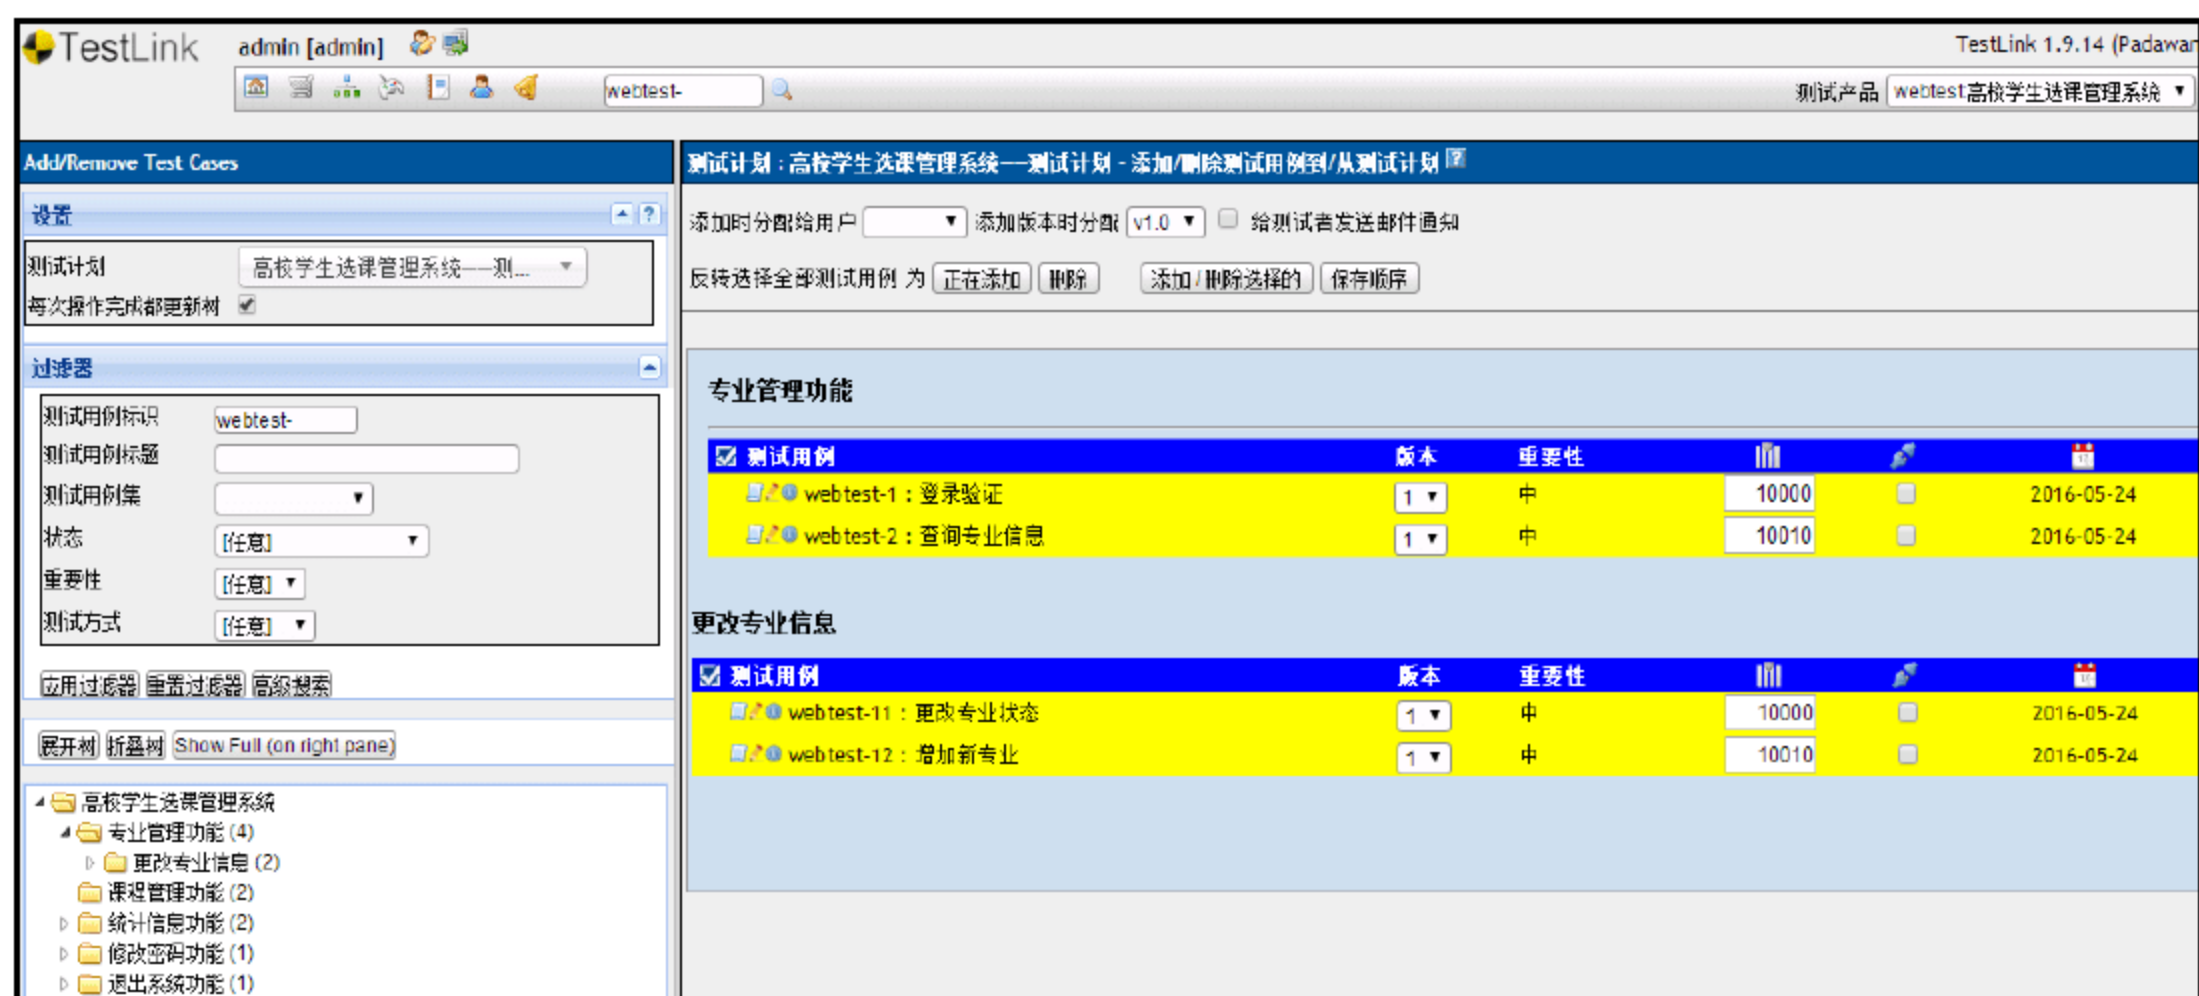 TestLink admin [admin]
TestLink 1.9.14 (Padawan
webtest-
测试产品 webtest:高校学生选课管理系统
Add/Remove Test Cases
设置
测试计划 高校学生选课管理系统——测...
每次操作完成都更新树
过滤器
测试用例标识 webtest-
测试用例标题
测试用例集
状态 [任意]
重要性 [任意]
测试方式 [任意]
应用过滤器 重置过滤器 高级搜索
展开树 折叠树 Show Full (on right pane)
高校学生选课管理系统
专业管理功能 (4)
更改专业信息 (2)
课程管理功能 (2)
统计信息功能 (2)
修改密码功能 (1)
退出系统功能 (1)
测试计划 : 高校学生选课管理系统——测试计划 - 添加/删除测试用例到/从测试计划
添加时分配给用户 添加版本时分配 v1.0 给测试者发送邮件通知
反转选择全部测试用例 为 正在添加 删除 添加 / 删除选择的 保存顺序
专业管理功能
测试用例 版本 重要性
webtest-1 : 登录验证 1 中 10000 2016-05-24
webtest-2 : 查询专业信息 1 中 10010 2016-05-24
更改专业信息
测试用例 版本 重要性
webtest-11 : 更改专业状态 1 中 10000 2016-05-24
webtest-12 : 增加新专业 1 中 10010 2016-05-24